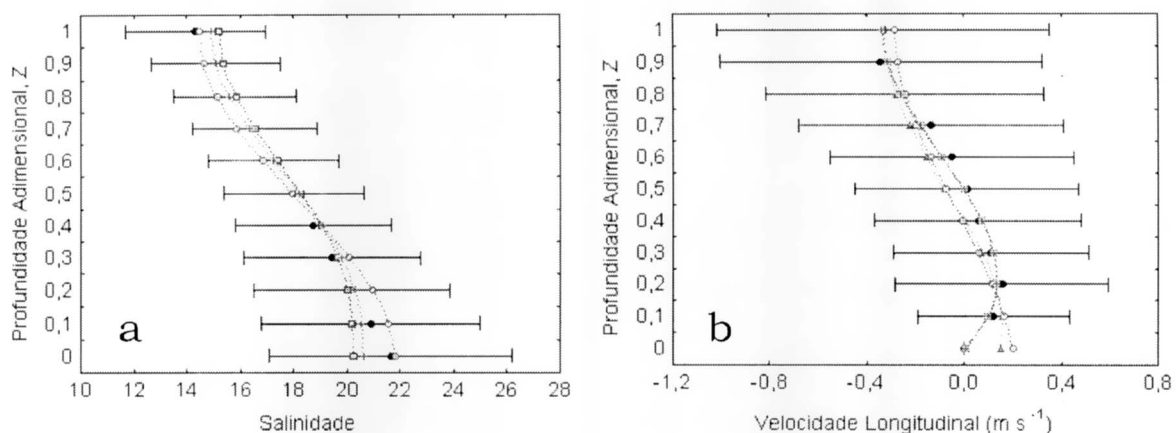 Profundidade Adimensional, Z
1
0,9
0,8
0,7
0,6
0,5
0,4
0,3
0,2
0,1
0
a
10 12 14 16 18 20 22 24 26 28
Salinidade
Profundidade Adimensional, Z
1
0,9
0,8
0,7
0,6
0,5
0,4
0,3
0,2
0,1
0
b
-1,2 -0,8 -0,4 0,0 0,4 0,8
Velocidade Longitudinal (m s⁻¹)